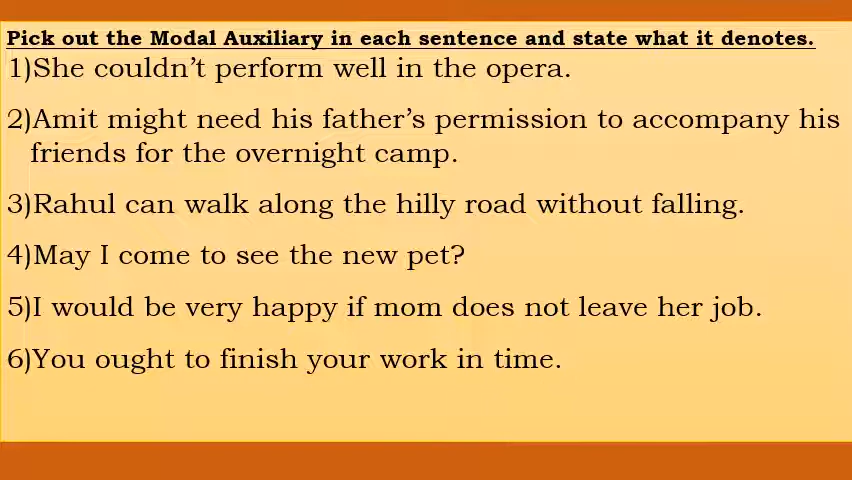 Pick out the Modal Auxiliary in each sentence and state what it denotes.
1)She couldn’t perform well in the opera.
2)Amit might need his father’s permission to accompany his
friends for the overnight camp.
3)Rahul can walk along the hilly road without falling.
4)May I come to see the new pet?
5)I would be very happy if mom does not leave her job.
6)You ought to finish your work in time.